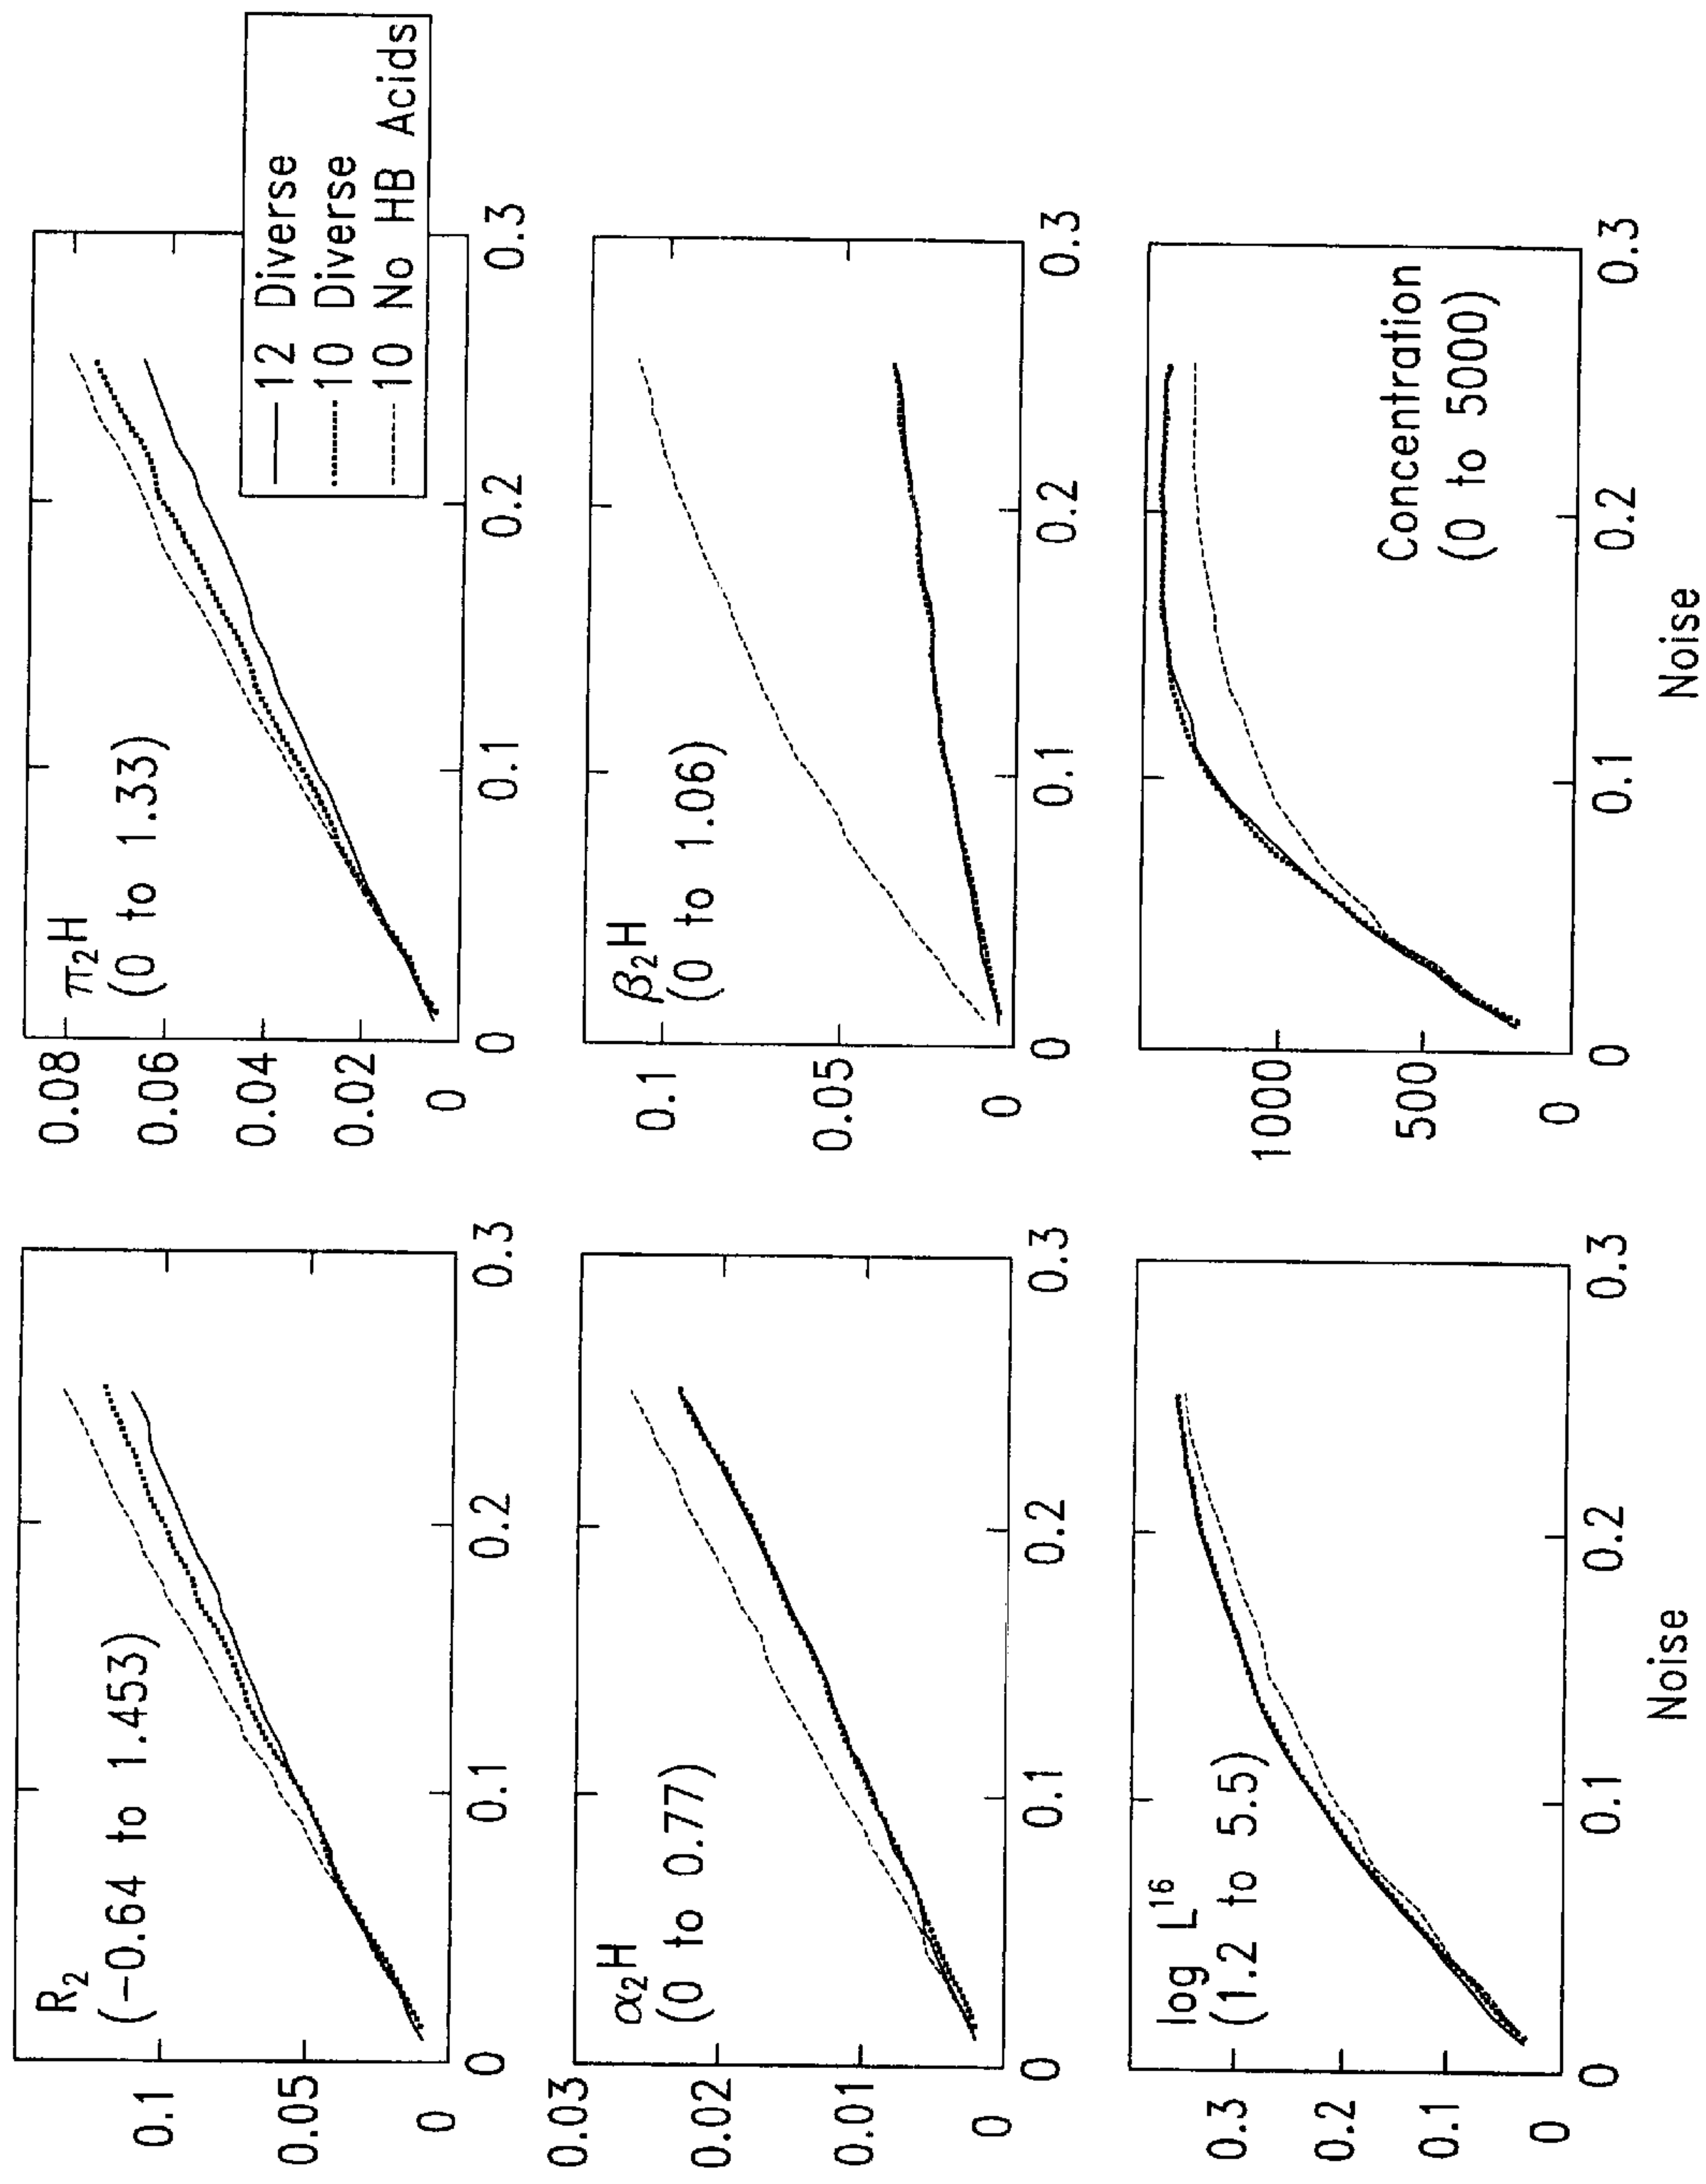 R₂
(−0.64 to 1.453)
0.1
0.05
0
0
0.1
0.2
0.3
π₂H
(0 to 1.33)
0.08
0.06
0.04
0.02
0
0
0.1
0.2
0.3
12 Diverse
10 Diverse
10 No HB Acids
α₂H
(0 to 0.77)
0.03
0.02
0.01
0
0
0.1
0.2
0.3
β₂H
(0 to 1.06)
0.1
0.05
0
0
0.1
0.2
0.3
log L¹⁶
(1.2 to 5.5)
0.3
0.2
0.1
0
0
0.1
0.2
0.3
Noise
Concentration
(0 to 5000)
1000
500
0
0
0.1
0.2
0.3
Noise